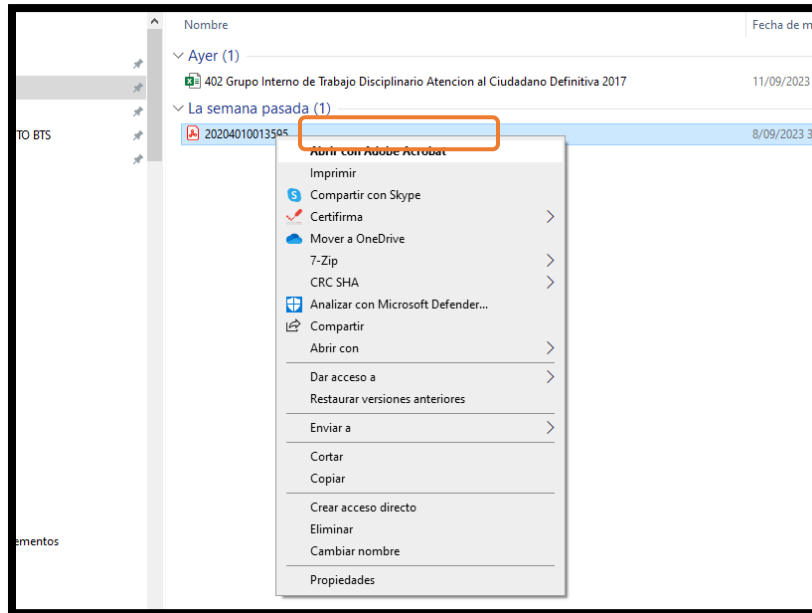 Nombre
Fecha de m
Ayer (1)
402 Grupo Interno de Trabajo Disciplinario Atencion al Ciudadano Definitiva 2017
11/09/2023
La semana pasada (1)
TO BTS
20204010013595
8/09/2023 3
Abrir con Adobe Acrobat
Imprimir
Compartir con Skype
Certifirma
Mover a OneDrive
7-Zip
CRC SHA
Analizar con Microsoft Defender...
Compartir
Abrir con
Dar acceso a
Restaurar versiones anteriores
Enviar a
Cortar
Copiar
Crear acceso directo
ementos
Eliminar
Cambiar nombre
Propiedades